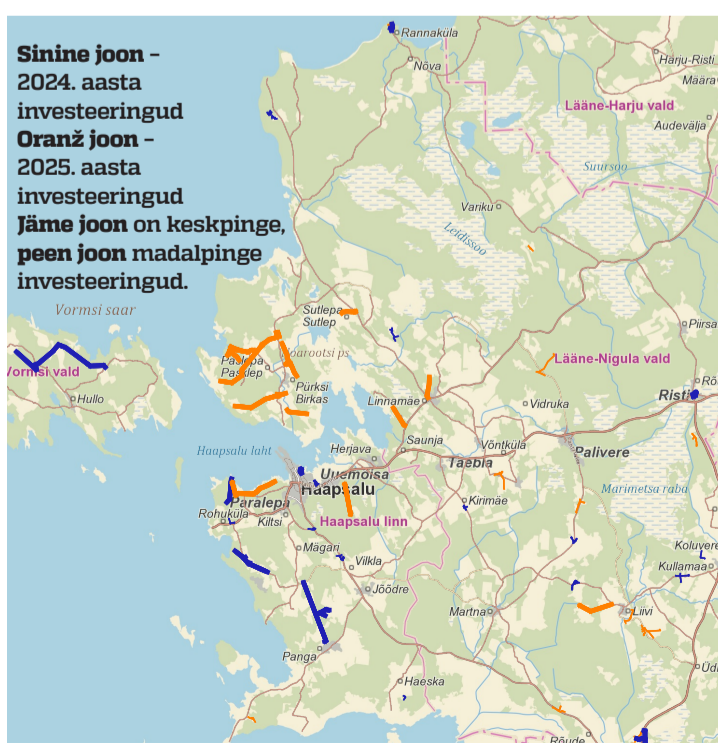 Sinine joon –
2024. aasta
investeeringud
Oranž joon –
2025. aasta
investeeringud
Jäme joon on keskpinge,
peen joon madalpinge
investeeringud.
Rannaküla
Nõva
Harju-Risti
Määra
Lääne-Harju vald
Audevälja
Suursoo
Variku
Leidissoo
Vormsi saar
Sutlepa
Sutlep
Piirsa
Paslepa
Pasklep
Vormsi vald
Hullo
Pürksi
Birkas
Lääne-Nigula vald
Linnamäe
Vidruka
Risti
Haapsalu laht
Herjava
Saunja
Võntküla
Palivere
Taebla
Uuemõisa
Haapsalu
Paralepa
Marimetsa raba
Rohuküla
Kiltsi
Haapsalu linn
Kirimäe
Mägari
Vilkla
Koluvere
Kullamaa
Jõõdre
Martna
Liivi
Panga
Haeska
Rõude